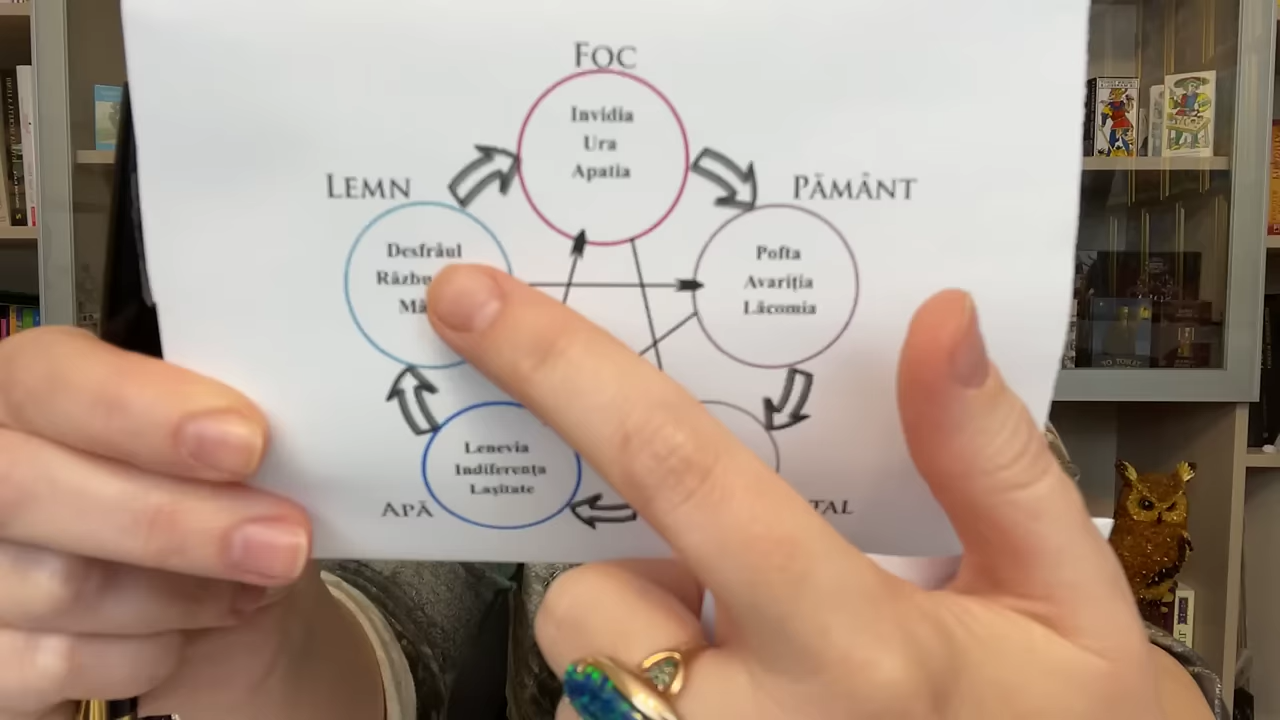 FOC
Invidia
Ura
Apatia
LEMN
PĂMÂNT
Desfrâul
Pofta
Avariția
Lăcomia
Lenevia
Indiferența
Lașitate
APĂ